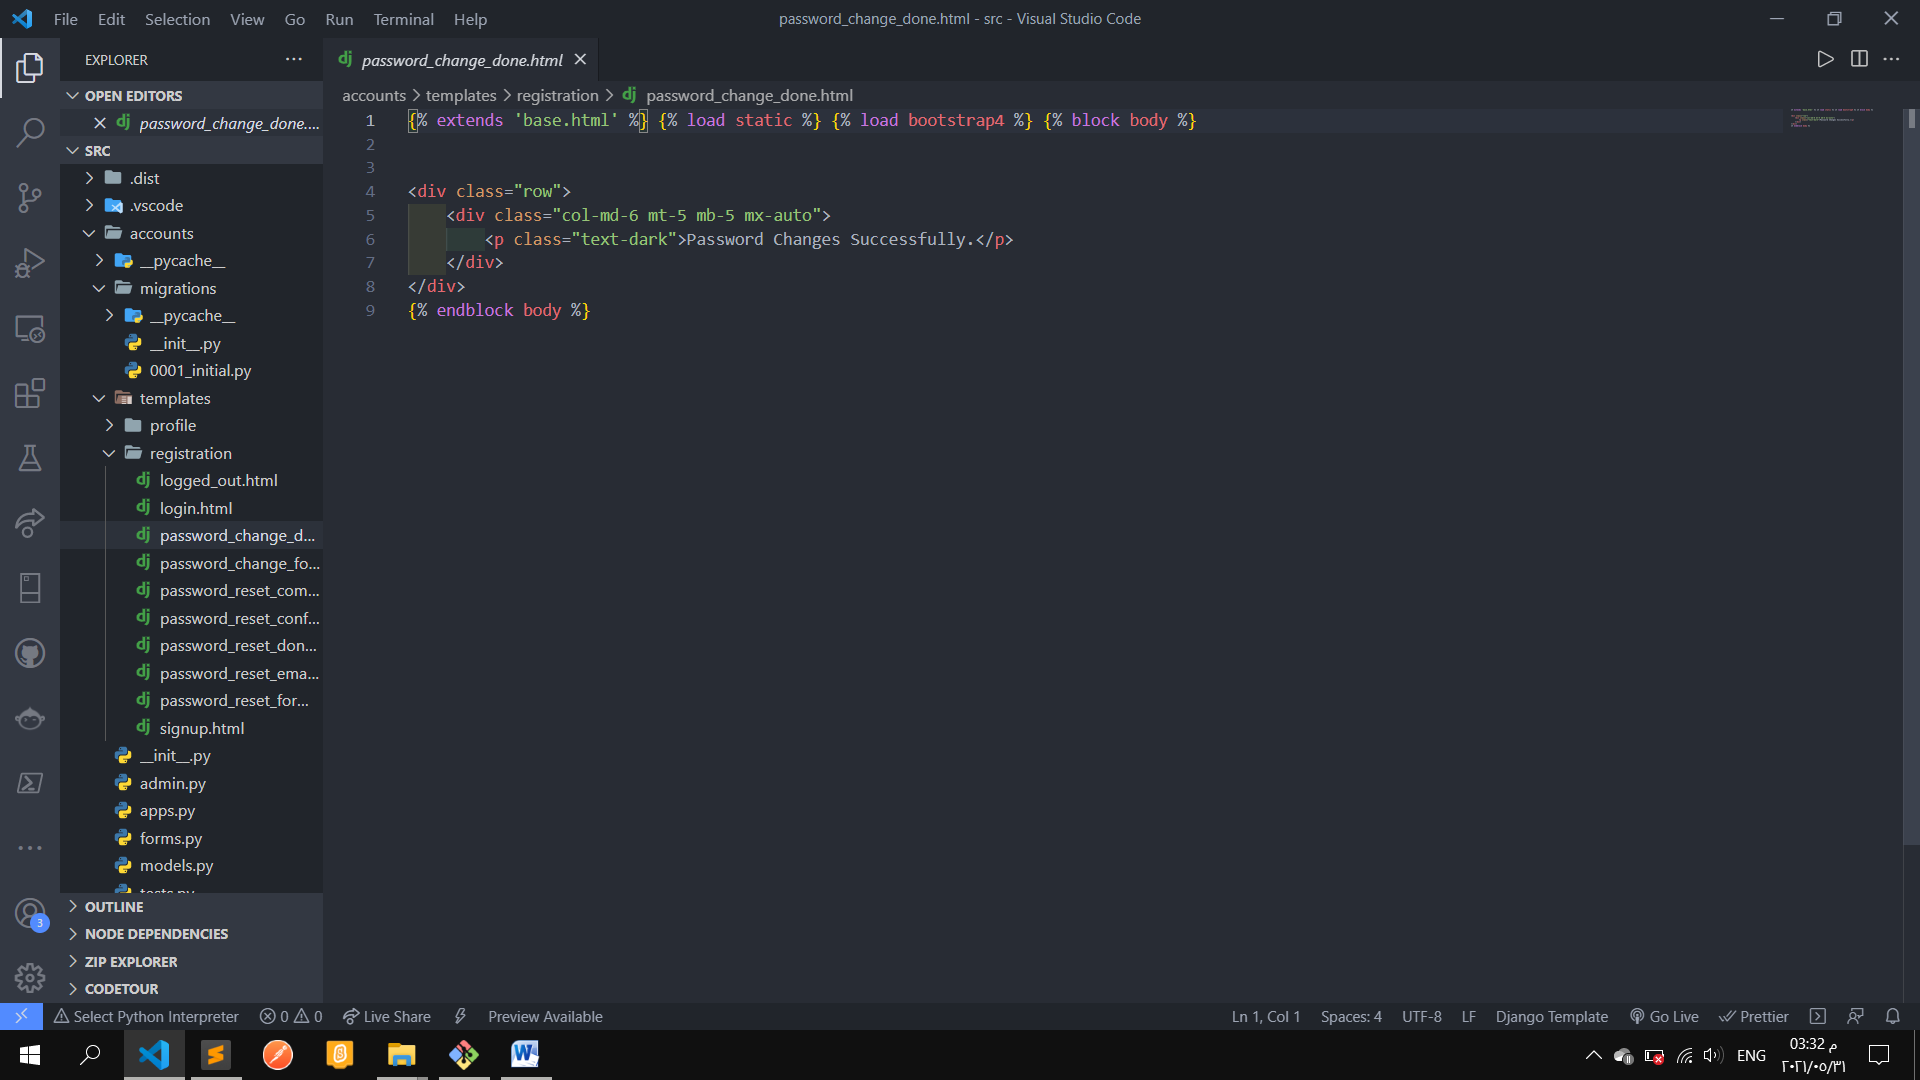 File Edit Selection View Go Run Terminal Help
password_change_done.html - src - Visual Studio Code
EXPLORER
OPEN EDITORS
password_change_done....
SRC
.dist
.vscode
accounts
__pycache__
migrations
__pycache__
__init__.py
0001_initial.py
templates
profile
registration
logged_out.html
login.html
password_change_d...
password_change_fo...
password_reset_com...
password_reset_conf...
password_reset_don...
password_reset_ema...
password_reset_for...
signup.html
__init__.py
admin.py
apps.py
forms.py
models.py
tests.py
OUTLINE
NODE DEPENDENCIES
ZIP EXPLORER
CODETOUR
password_change_done.html
accounts > templates > registration > password_change_done.html
1 {% extends 'base.html' %} {% load static %} {% load bootstrap4 %} {% block body %}
2
3
4 <div class="row">
5 <div class="col-md-6 mt-5 mb-5 mx-auto">
6 <p class="text-dark">Password Changes Successfully.</p>
7 </div>
8 </div>
9 {% endblock body %}
3
Select Python Interpreter 0 0 Live Share Preview Available
Ln 1, Col 1 Spaces: 4 UTF-8 LF Django Template Go Live Prettier
ENG
03:32 م
٢٠٢١/٠٥/٣١